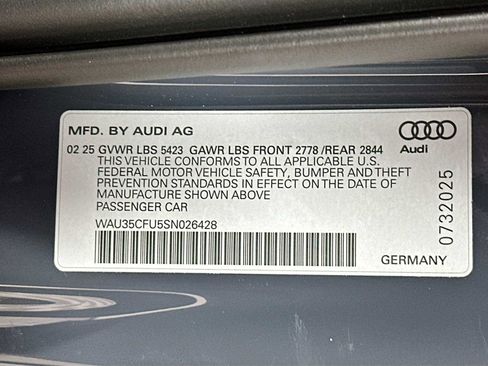 MFD. BY AUDI AG
02 25 GVWR LBS 5423 GAWR LBS FRONT 2778 /REAR 2844
THIS VEHICLE CONFORMS TO ALL APPLICABLE U.S.
FEDERAL MOTOR VEHICLE SAFETY, BUMPER AND THEFT
PREVENTION STANDARDS IN EFFECT ON THE DATE OF
MANUFACTURE SHOWN ABOVE
PASSENGER CAR
WAU35CFU5SN026428
Audi
0732025
GERMANY